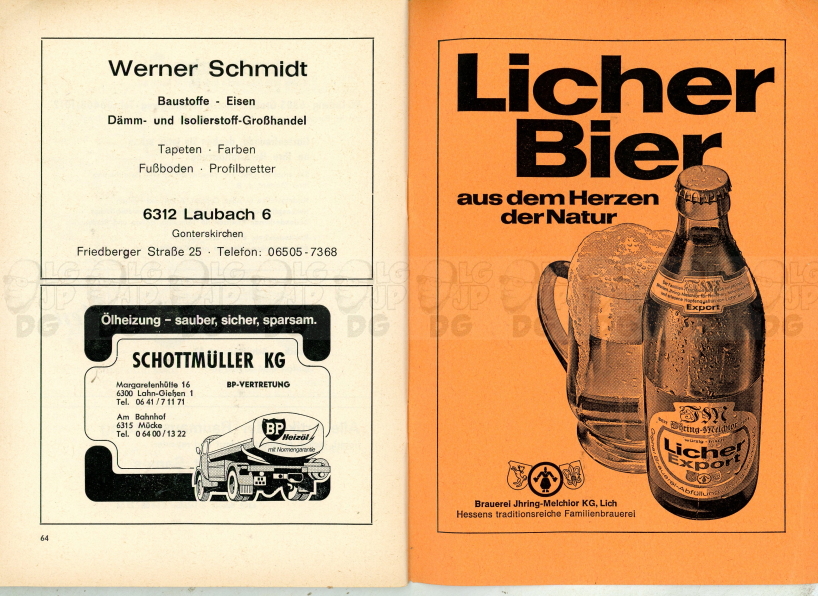 Werner Schmidt
Baustoffe - Eisen
Dämm- und Isolierstoff-Großhandel
Tapeten · Farben
Fußboden · Profilbretter
6312 Laubach 6
Gonterskirchen
Friedberger Straße 25 · Telefon: 06505-7368
Ölheizung – sauber, sicher, sparsam.
SCHOTTMÜLLER KG
Margaretenhütte 16
BP-VERTRETUNG
6300 Lahn-Gießen 1
Tel. 06 41 / 7 11 71
Am Bahnhof
6315 Mücke
Tel. 0 64 00 / 13 22
BP
Heizöl
mit Normengarantie
64
Licher
Bier
aus dem Herzen
der Natur
Export
JM
Jhring-Melchior
Licher
Export
Brauerei Jhring-Melchior KG, Lich
Hessens traditionsreiche Familienbrauerei